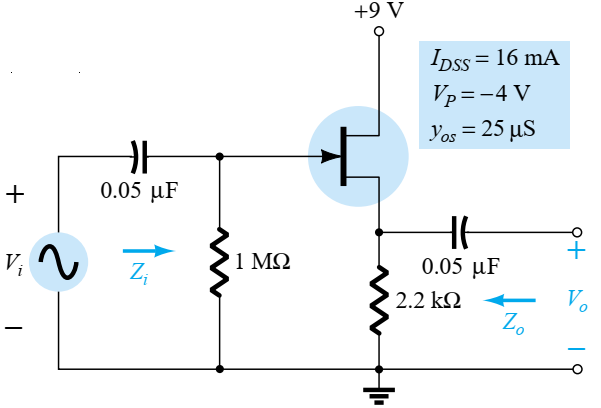 +9 V
I_DSS = 16 mA
V_P = −4 V
y_os = 25 µS
0.05 µF
+
V_i
−
Z_i
1 MΩ
0.05 µF
2.2 kΩ
Z_o
+
V_o
−